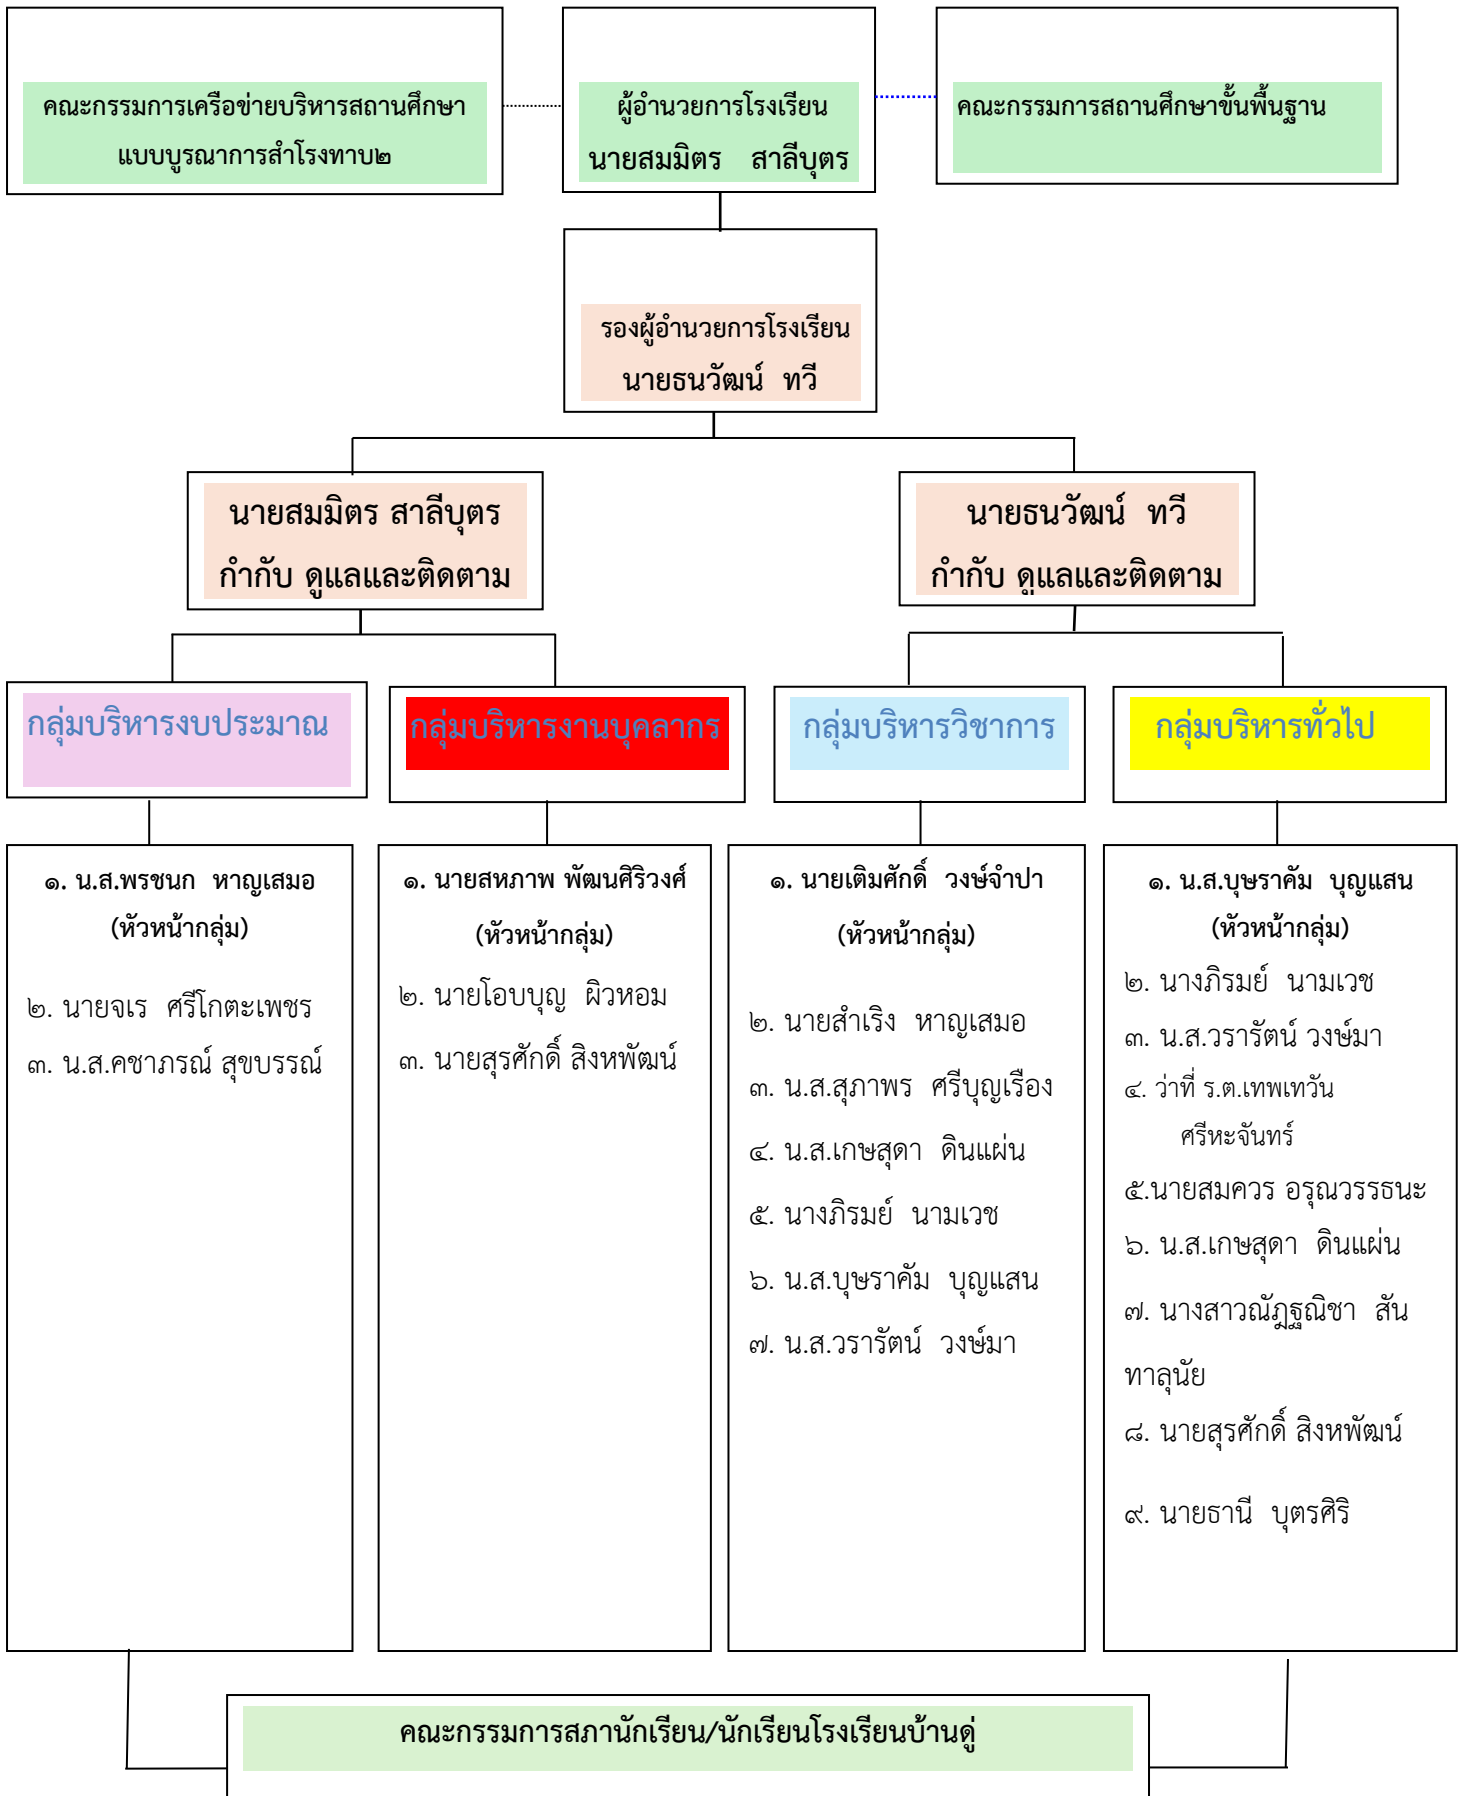 คณะกรรมการเครือข่ายบริหารสถานศึกษา
แบบบูรณาการสำโรงทาบ๒
ผู้อำนวยการโรงเรียน
นายสมมิตร สาลีบุตร
คณะกรรมการสถานศึกษาขั้นพื้นฐาน
รองผู้อำนวยการโรงเรียน
นายธนวัฒน์ ทวี
นายสมมิตร สาลีบุตร
กำกับ ดูแลและติดตาม
นายธนวัฒน์ ทวี
กำกับ ดูแลและติดตาม
กลุ่มบริหารงบประมาณ
กลุ่มบริหารงานบุคลากร
กลุ่มบริหารวิชาการ
กลุ่มบริหารทั่วไป
๑. น.ส.พรชนก หาญเสมอ
(หัวหน้ากลุ่ม)
๒. นายจเร ศรีโกตะเพชร
๓. น.ส.คชาภรณ์ สุขบรรณ์
๑. นายสหภาพ พัฒนศิริวงศ์
(หัวหน้ากลุ่ม)
๒. นายโอบบุญ ผิวหอม
๓. นายสุรศักดิ์ สิงหพัฒน์
๑. นายเติมศักดิ์ วงษ์จำปา
(หัวหน้ากลุ่ม)
๒. นายสำเริง หาญเสมอ
๓. น.ส.สุภาพร ศรีบุญเรือง
๔. น.ส.เกษสุดา ดินแผ่น
๕. นางภิรมย์ นามเวช
๖. น.ส.บุษราคัม บุญแสน
๗. น.ส.วรารัตน์ วงษ์มา
๑. น.ส.บุษราคัม บุญแสน
(หัวหน้ากลุ่ม)
๒. นางภิรมย์ นามเวช
๓. น.ส.วรารัตน์ วงษ์มา
๔. ว่าที่ ร.ต.เทพเทวัน
ศรีหะจันทร์
๕.นายสมควร อรุณวรรธนะ
๖. น.ส.เกษสุดา ดินแผ่น
๗. นางสาวณัฏฐณิชา สัน
ทาลุนัย
๘. นายสุรศักดิ์ สิงหพัฒน์
๙. นายธานี บุตรศิริ
คณะกรรมการสภานักเรียน/นักเรียนโรงเรียนบ้านดู่